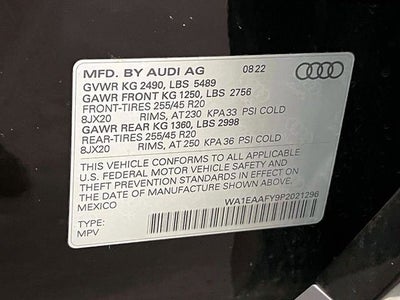 MFD. BY AUDI AG 08 22
GVWR KG 2490, LBS 5489
GAWR FRONT KG 1250, LBS 2756
FRONT-TIRES 255/45 R20
8JX20 RIMS, AT 230 KPA 33 PSI COLD
GAWR REAR KG 1360, LBS 2998
REAR-TIRES 255/45 R20
8JX20 RIMS, AT 250 KPA 36 PSI COLD
THIS VEHICLE CONFORMS TO ALL APPLICABLE
U.S. FEDERAL MOTOR VEHICLE SAFETY AND
THEFT PREVENTION STANDARDS IN EFFECT ON
THE DATE OF MANUFACTURE SHOWN ABOVE.
MEXICO
TYPE:
MPV
WA1EAAFY9P2021296